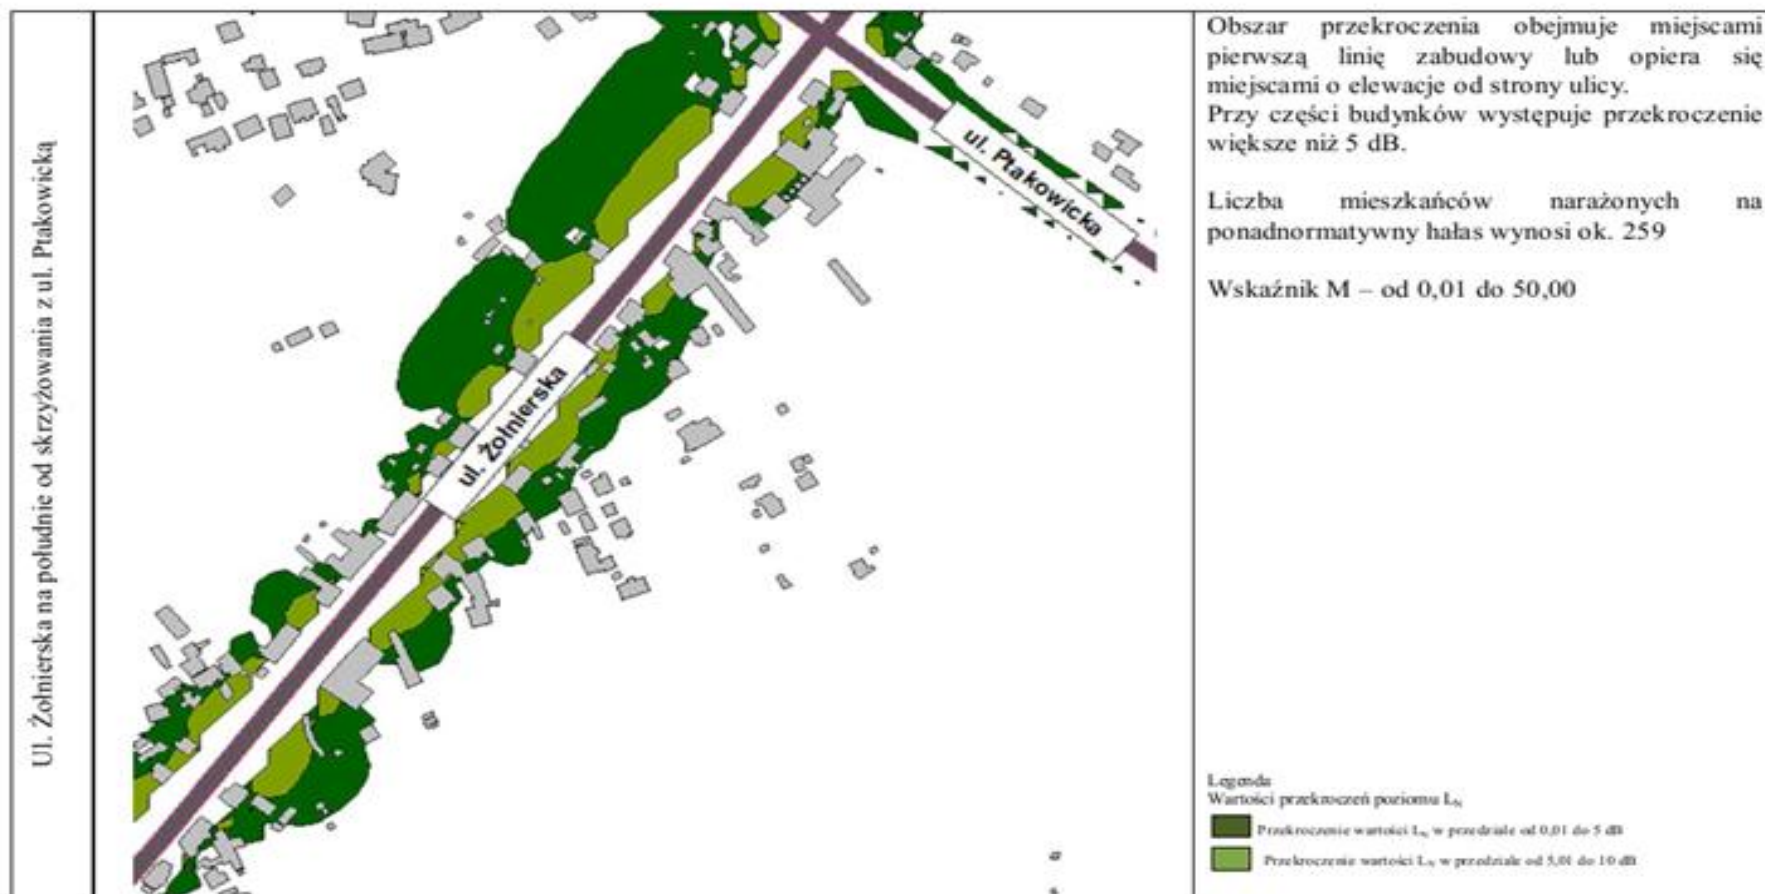 Ul. Żołnierska na południe od skrzyżowania z ul. Ptakowicką
ul. Ptakowicka
ul. Żołnierska
Obszar przekroczenia obejmuje miejscami
pierwszą linię zabudowy lub opiera się
miejscami o elewacje od strony ulicy.
Przy części budynków występuje przekroczenie
większe niż 5 dB.
Liczba mieszkańców narażonych na
ponadnormatywny hałas wynosi ok. 259
Wskaźnik M – od 0,01 do 50,00
Legenda
Wartości przekroczeń poziomu LN
Przekroczenie wartości LN w przedziale od 0,01 do 5 dB
Przekroczenie wartości LN w przedziale od 5,01 do 10 dB